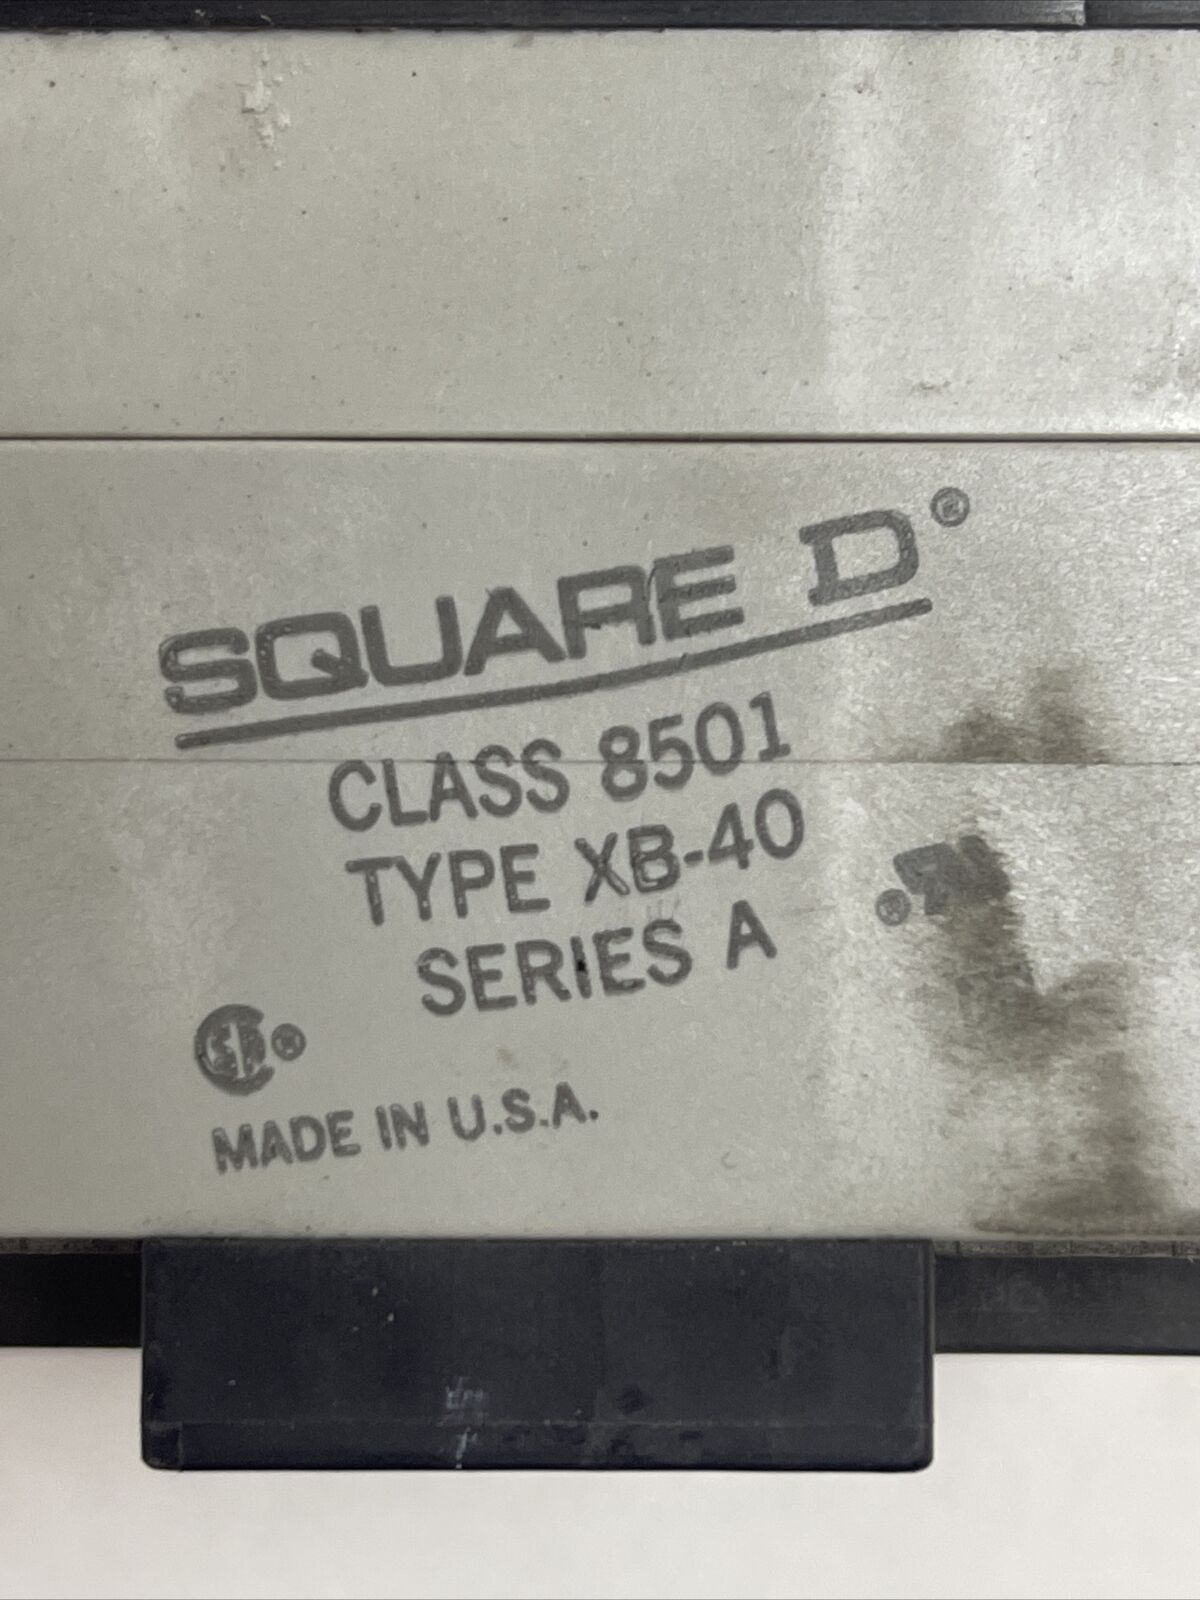 SQUARE D®
CLASS 8501
TYPE XB-40
SERIES A
®
®
MADE IN U.S.A.